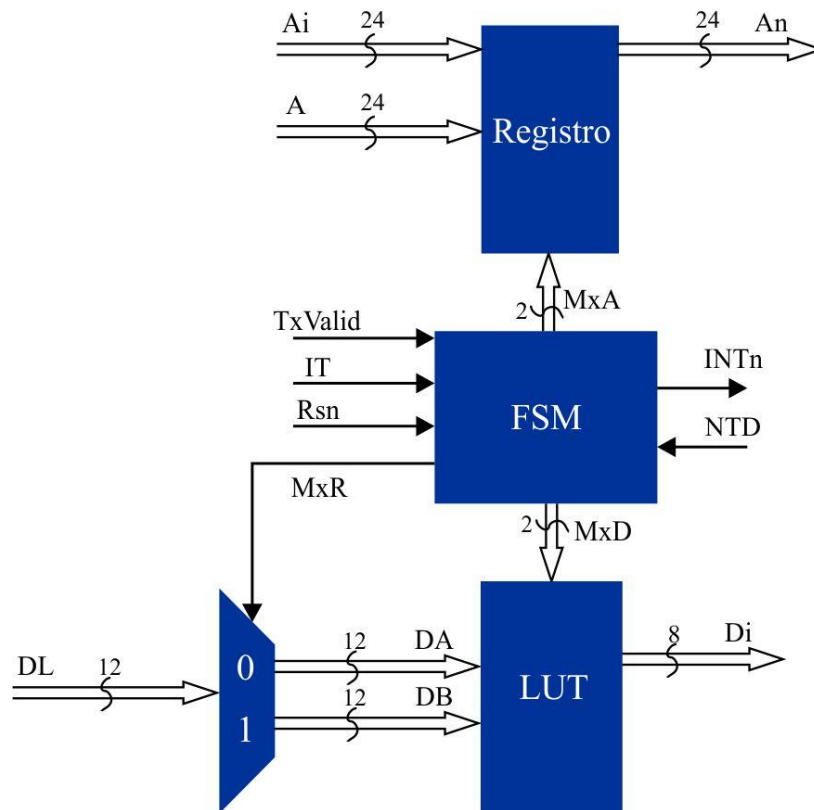 Ai 24
24 An
A 24
Registro
2 MxA
TxValid
IT
Rsn
FSM
INTn
NTD
MxR
2 MxD
DL 12
0
1
12 DA
12 DB
LUT
8 Di